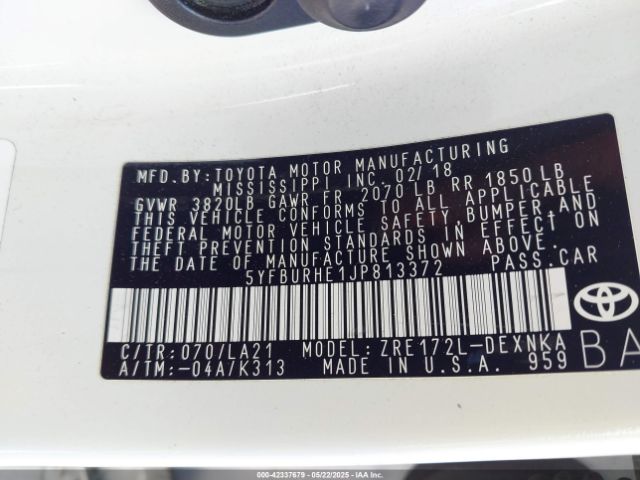 MFD.BY: TOYOTA MOTOR MANUFACTURING
MISSISSIPPI INC. 02/18
GVWR 3820LB GAWR FR 2070 LB RR 1850 LB
THIS VEHICLE CONFORMS TO ALL APPLICABLE
FEDERAL MOTOR VEHICLE SAFETY BUMPER AND
THEFT PREVENTION STANDARDS IN EFFECT ON
THE DATE OF MANUFACTURE SHOWN ABOVE.
5YFBURHE1JP813372 PASS.CAR
C/TR: 070/LA21 MODEL: ZRE172L-DEXNKA
A/TM:-04A/K313 MADE IN U.S.A. 959
BA
000-42337679 - 05/22/2025 - IAA Inc.